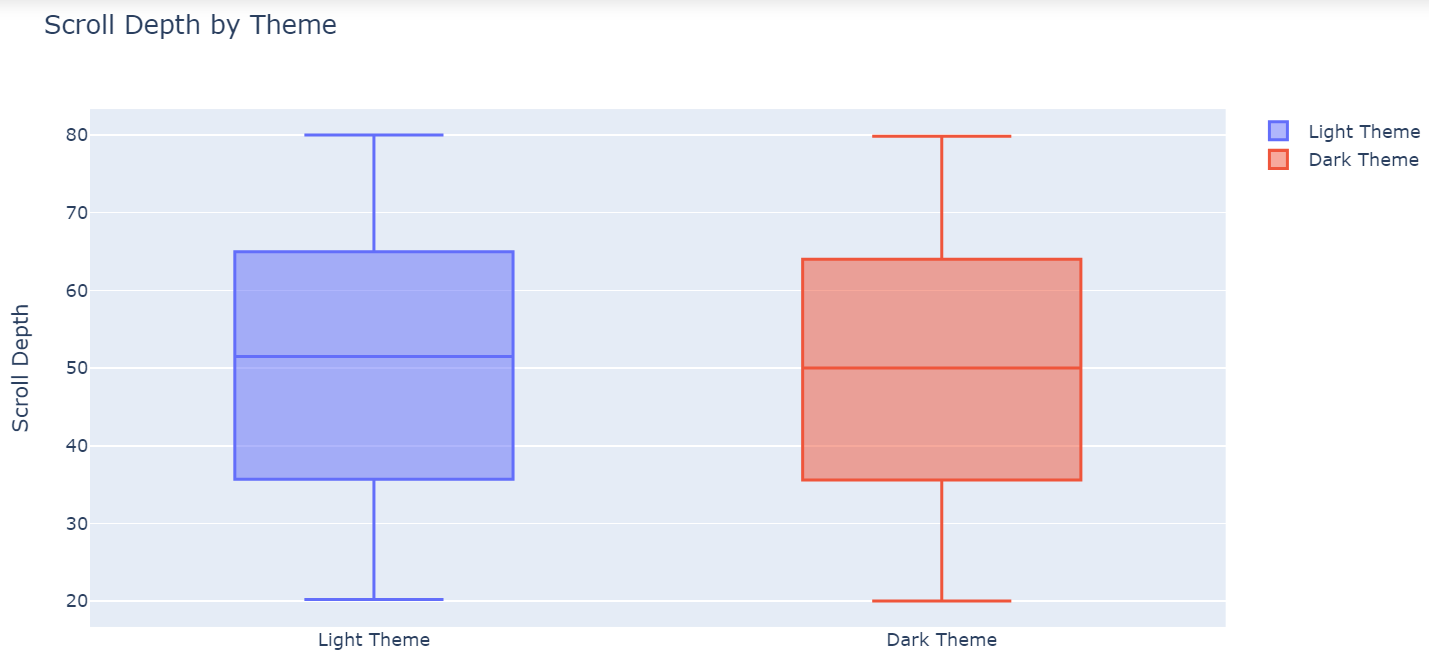 Scroll Depth by Theme
80
70
60
50
40
30
20
Scroll Depth
Light Theme
Dark Theme
Light Theme
Dark Theme